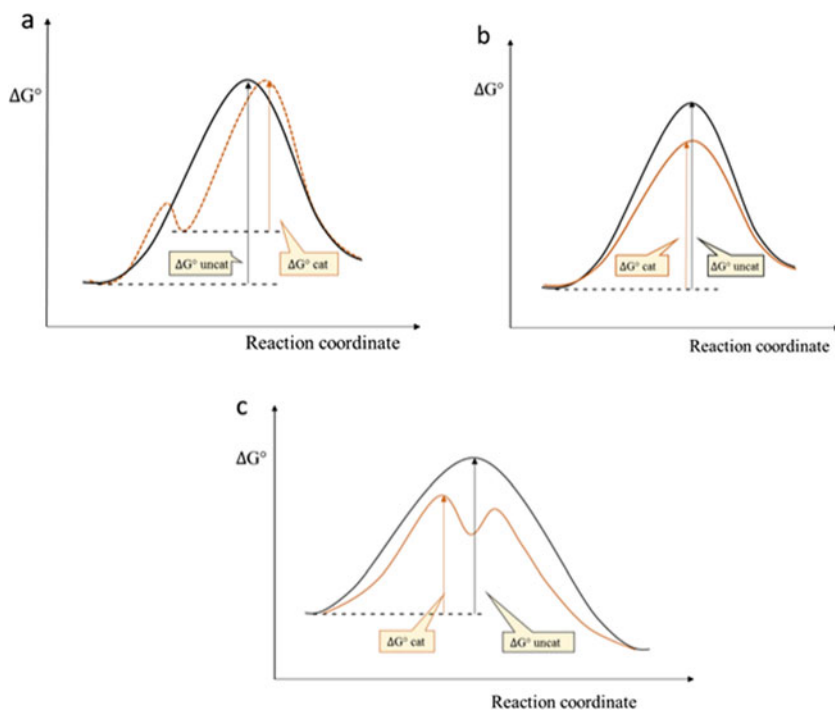 a
ΔG°
ΔG° uncat
ΔG° cat
Reaction coordinate
b
ΔG°
ΔG° cat
ΔG° uncat
Reaction coordinate
c
ΔG°
ΔG° cat
ΔG° uncat
Reaction coordinate